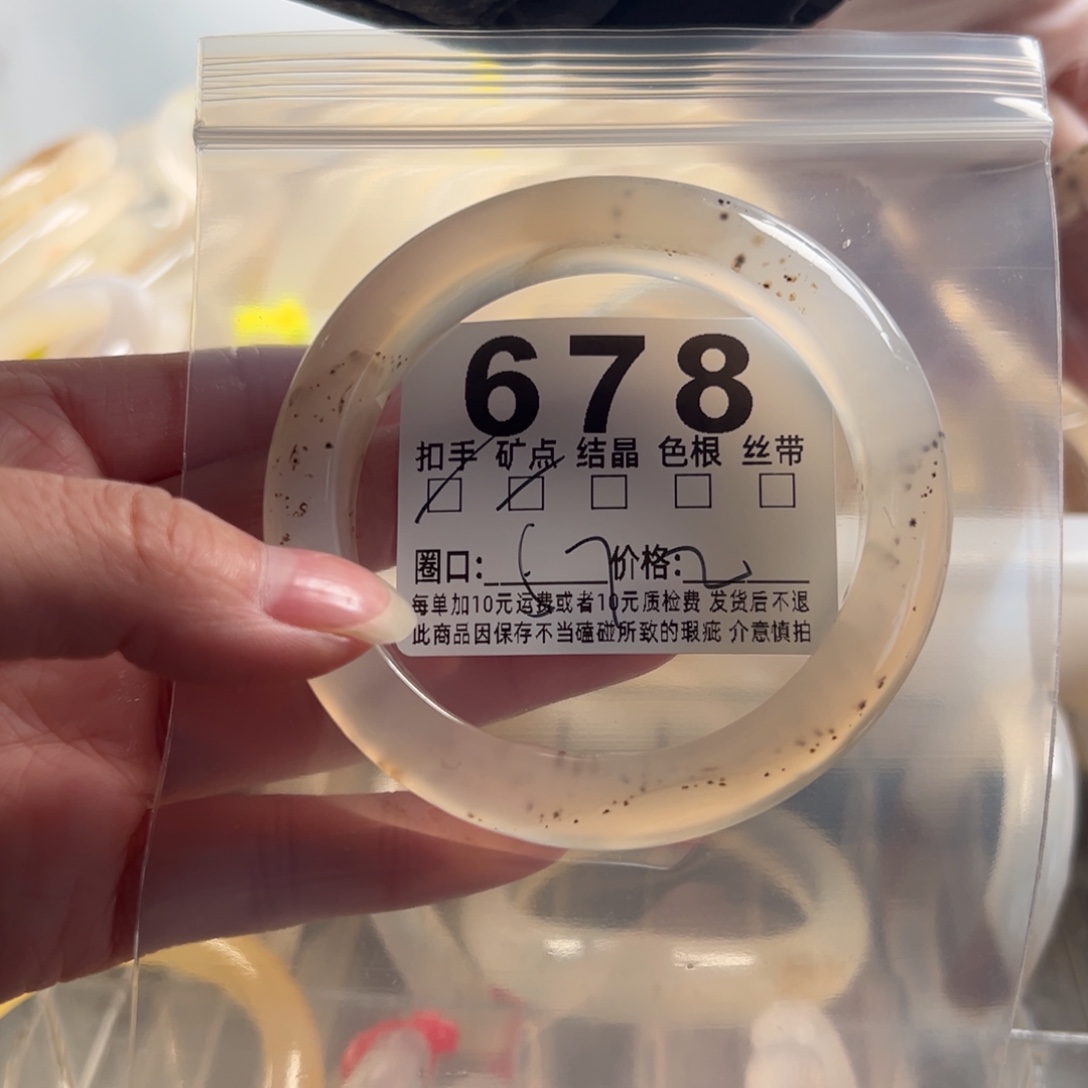 678
扣手 矿点 结晶 色根 丝带
圈口: 价格:
每单加10元运费或者10元质检费 发货后不退
此商品因保存不当磕碰所致的瑕疵 介意慎拍